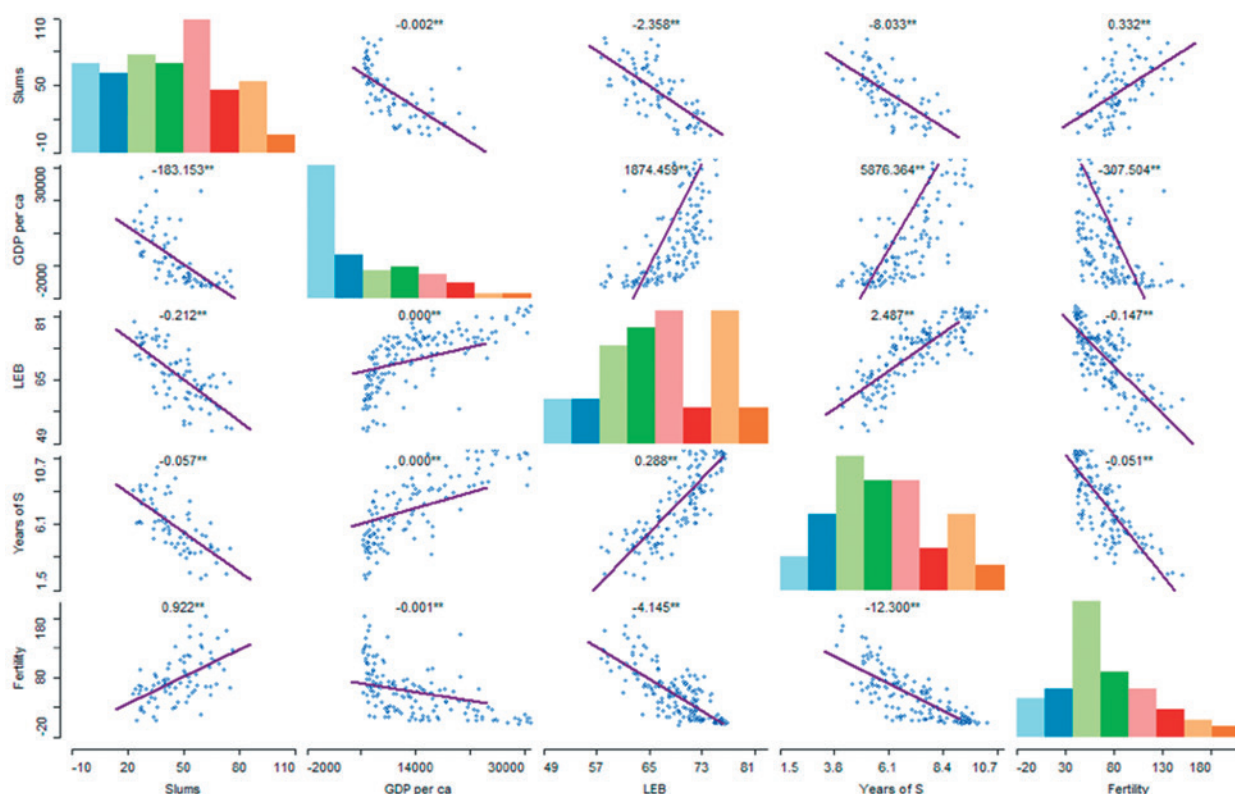 -0.002** -2.358** -8.033** 0.332**
110
50
-10
Slums
-183.153** 1874.459** 5876.364** -307.504**
30000
-2000
GDP per ca
-0.212** 0.000** 2.487** -0.147**
81
65
49
LEB
-0.057** 0.000** 0.288** -0.051**
10.7
6.1
1.5
Years of S
0.922** -0.001** -4.145** -12.300**
180
80
-20
Fertility
-10 20 50 80 110 -2000 14000 30000 49 57 65 73 81 1.5 3.8 6.1 8.4 10.7 -20 30 80 130 180
Slums GDP per ca LEB Years of S Fertility